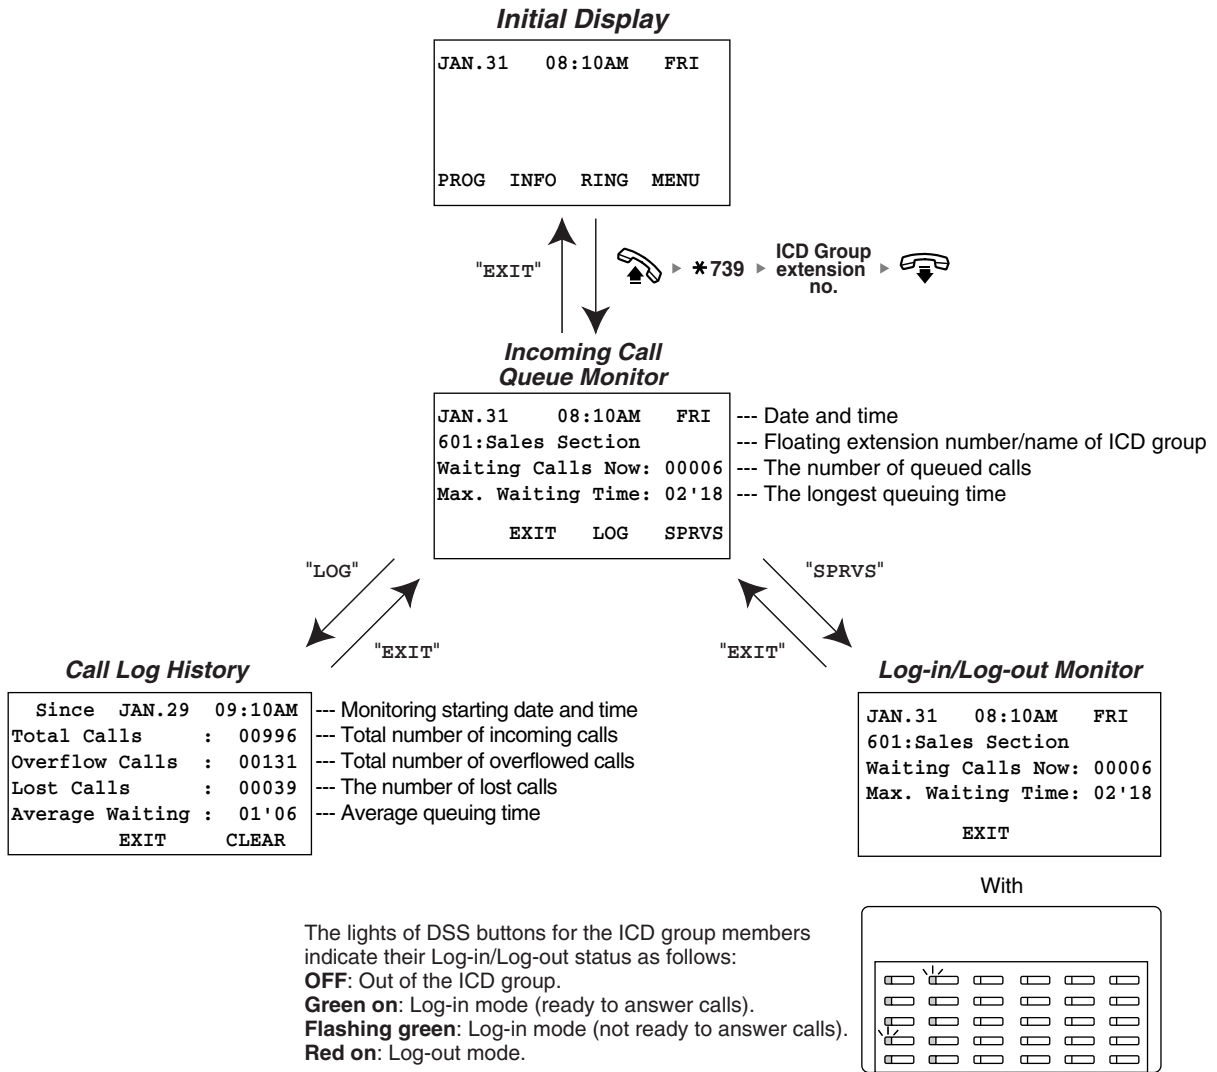 Initial Display
JAN.31 08:10AM FRI
PROG INFO RING MENU
"EXIT"
*739
ICD Group
extension
no.
Incoming Call
Queue Monitor
JAN.31 08:10AM FRI --- Date and time
601:Sales Section --- Floating extension number/name of ICD group
Waiting Calls Now: 00006 --- The number of queued calls
Max. Waiting Time: 02'18 --- The longest queuing time
EXIT LOG SPRVS
"LOG"
"SPRVS"
"EXIT"
"EXIT"
Call Log History
Since JAN.29 09:10AM --- Monitoring starting date and time
Total Calls : 00996 --- Total number of incoming calls
Overflow Calls : 00131 --- Total number of overflowed calls
Lost Calls : 00039 --- The number of lost calls
Average Waiting : 01'06 --- Average queuing time
EXIT CLEAR
Log-in/Log-out Monitor
JAN.31 08:10AM FRI
601:Sales Section
Waiting Calls Now: 00006
Max. Waiting Time: 02'18
EXIT
With
The lights of DSS buttons for the ICD group members
indicate their Log-in/Log-out status as follows:
OFF: Out of the ICD group.
Green on: Log-in mode (ready to answer calls).
Flashing green: Log-in mode (not ready to answer calls).
Red on: Log-out mode.